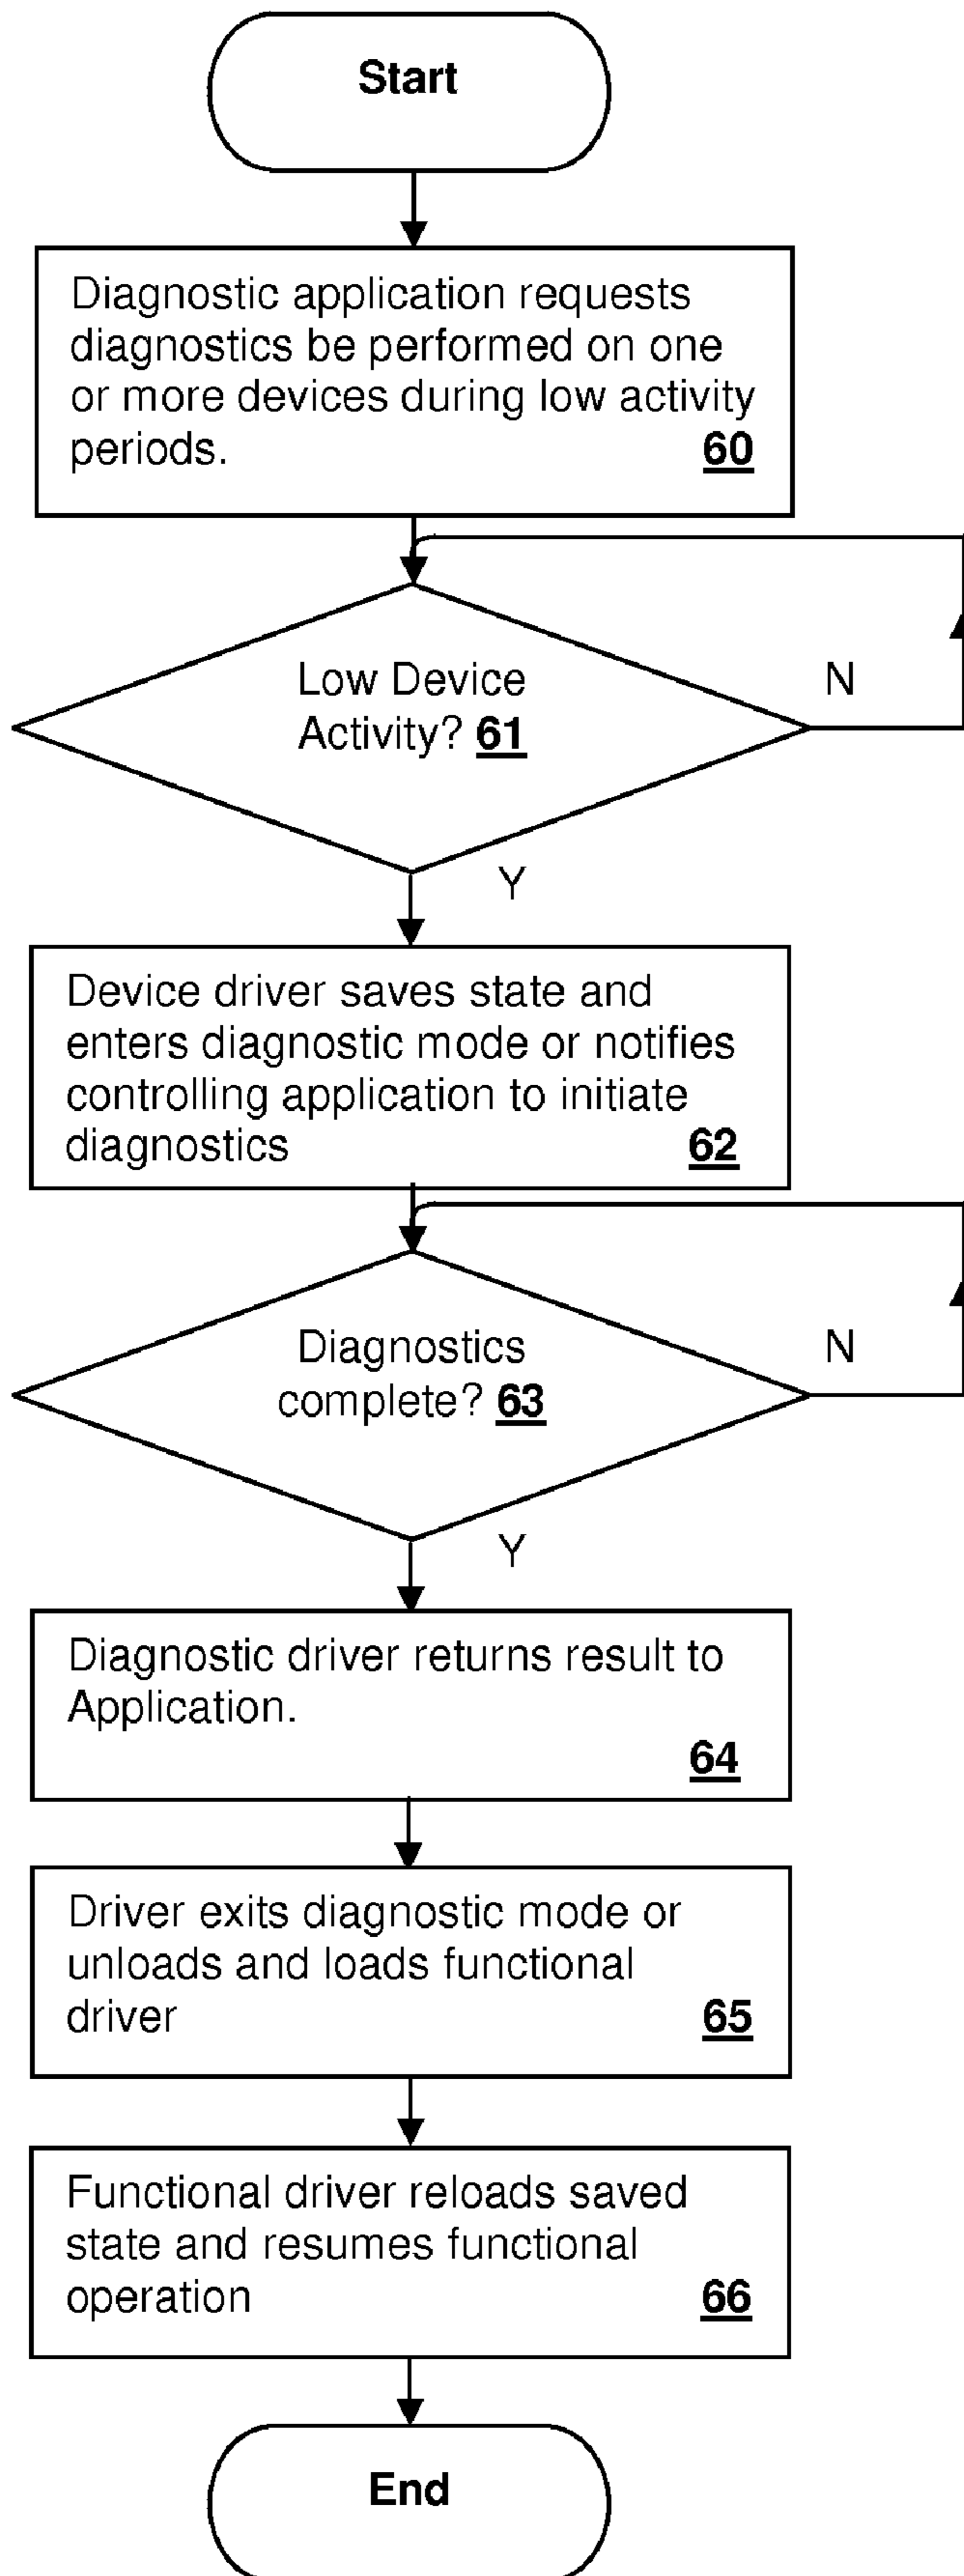 Start
Diagnostic application requests
diagnostics be performed on one
or more devices during low activity
periods. 60
Low Device
Activity? 61
N
Y
Device driver saves state and
enters diagnostic mode or notifies
controlling application to initiate
diagnostics 62
Diagnostics
complete? 63
N
Y
Diagnostic driver returns result to
Application.
64
Driver exits diagnostic mode or
unloads and loads functional
driver 65
Functional driver reloads saved
state and resumes functional
operation 66
End